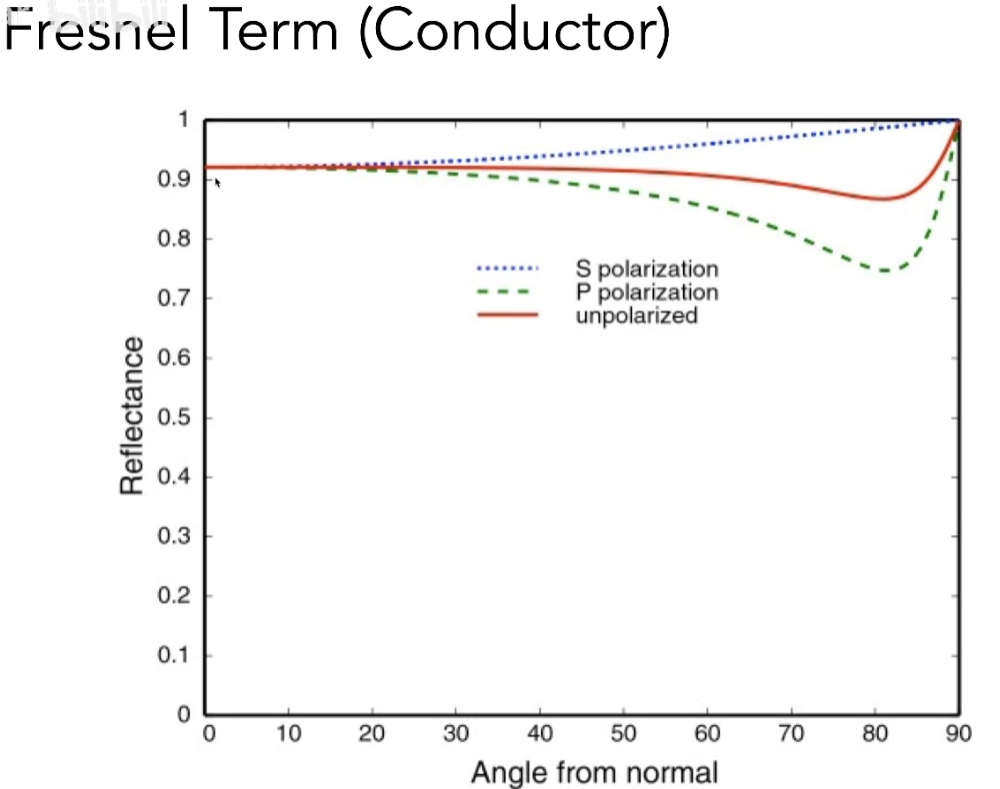 Fresnel Term (Conductor)
bilibili
1
0.9
0.8
0.7
0.6
0.5
0.4
0.3
0.2
0.1
0
Reflectance
S polarization
P polarization
unpolarized
0 10 20 30 40 50 60 70 80 90
Angle from normal